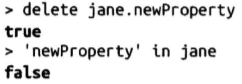 > delete jane.newProperty
true
> 'newProperty' in jane
false